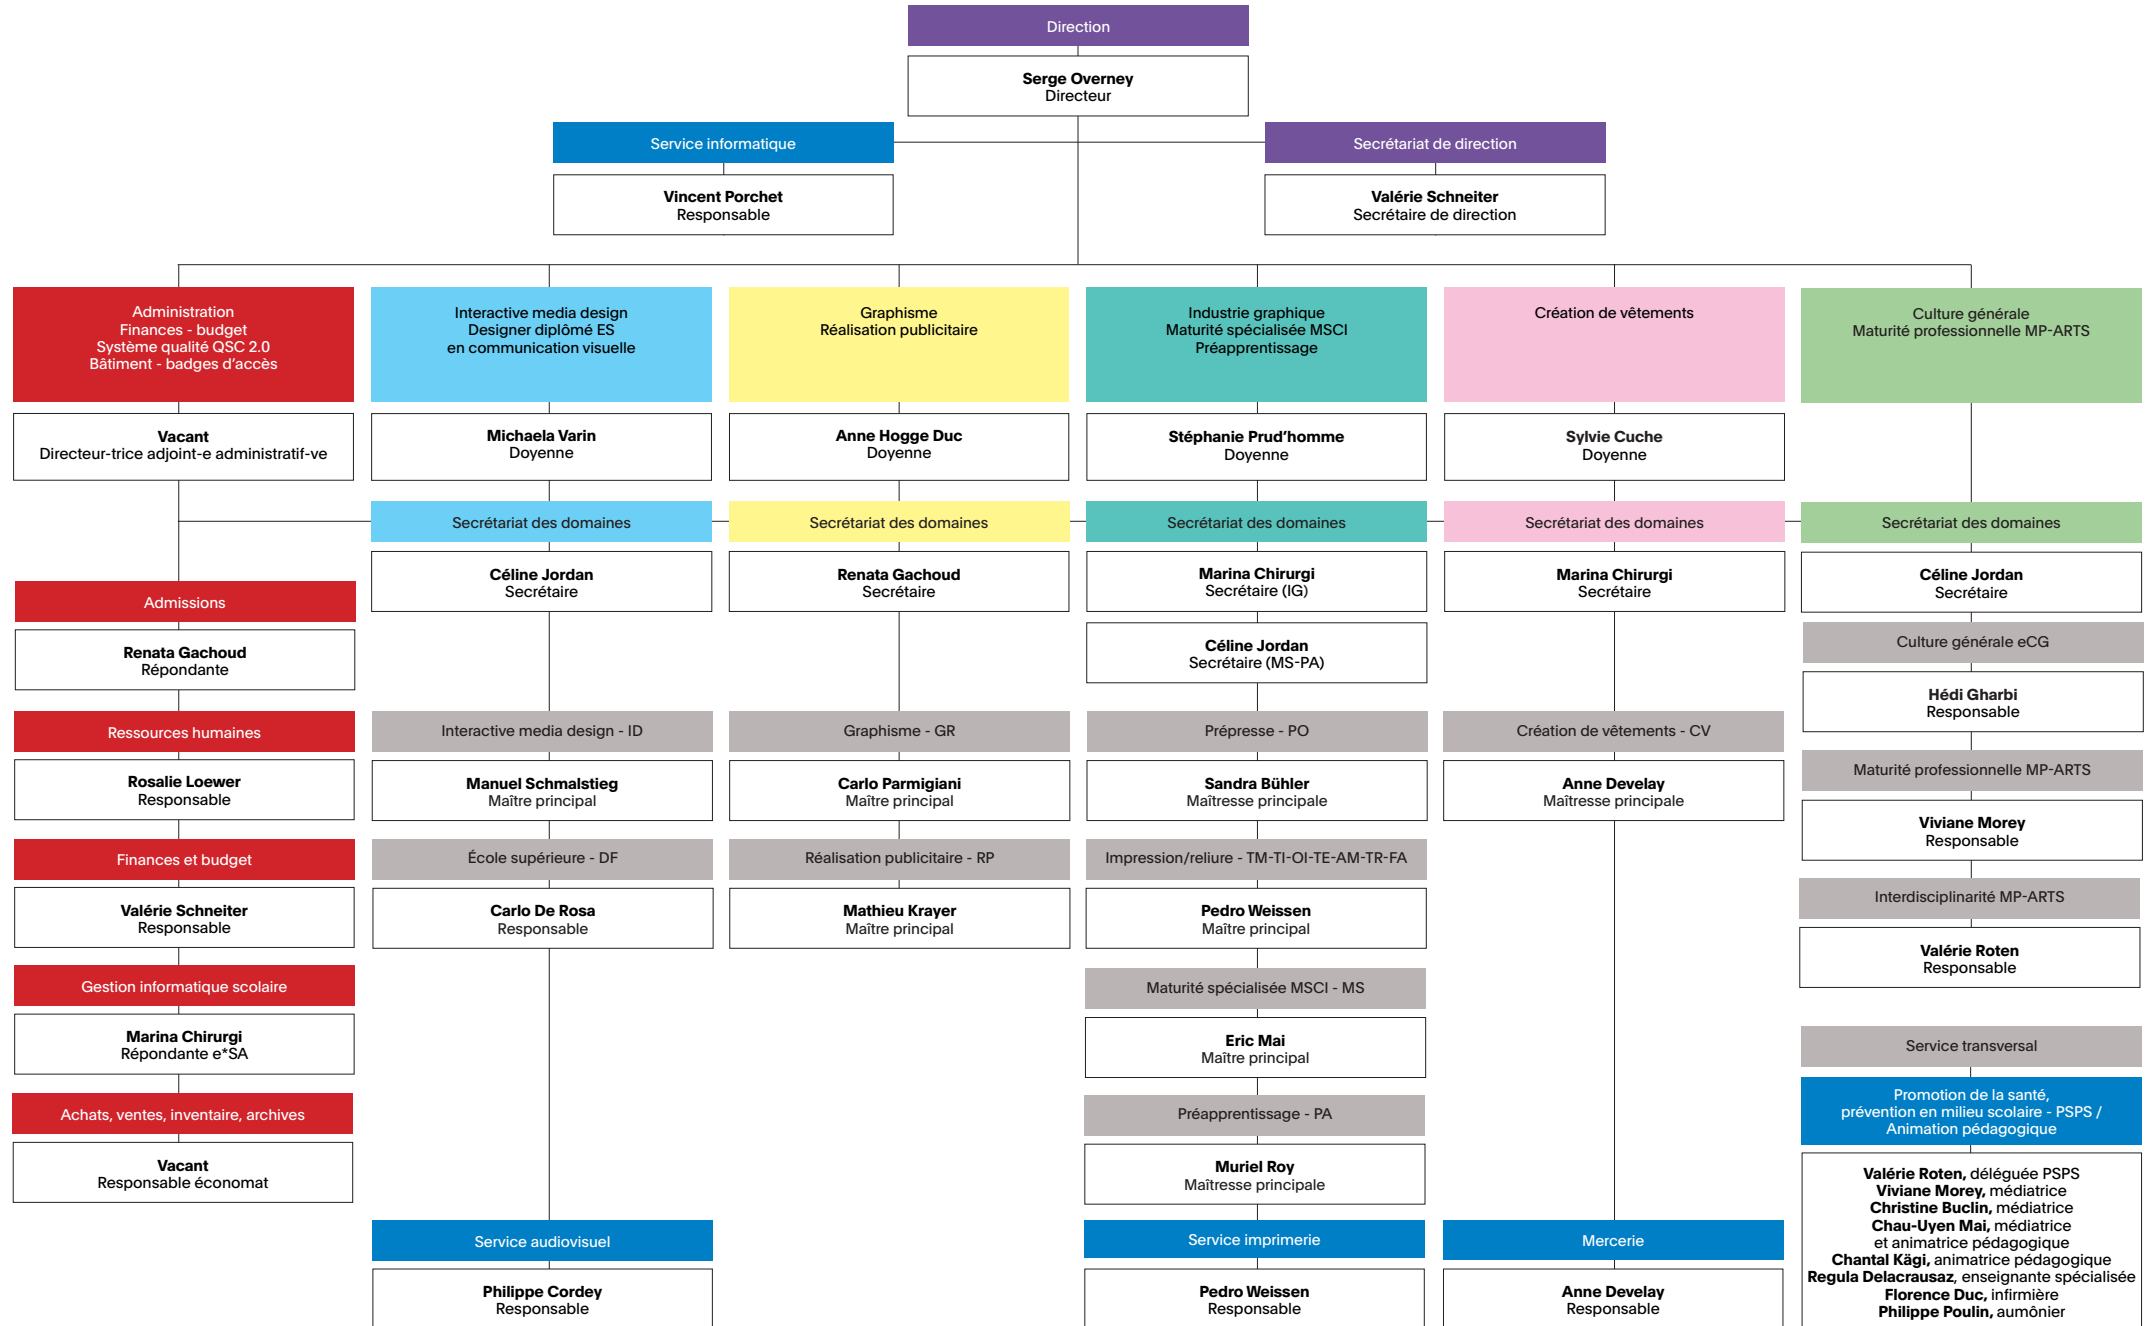 Direction
Serge Overney
Directeur
Service informatique
Vincent Porchet
Responsable
Secrétariat de direction
Valérie Schneiter
Secrétaire de direction
Administration
Finances - budget
Système qualité QSC 2.0
Bâtiment - badges d'accès
Vacant
Directeur-trice adjoint-e administratif-ve
Admissions
Renata Gachoud
Répondante
Ressources humaines
Rosalie Loewer
Responsable
Finances et budget
Valérie Schneiter
Responsable
Gestion informatique scolaire
Marina Chirurgi
Répondante e*SA
Achats, ventes, inventaire, archives
Vacant
Responsable économat
Interactive media design
Designer diplômé ES
en communication visuelle
Michaela Varin
Doyenne
Secrétariat des domaines
Céline Jordan
Secrétaire
Interactive media design - ID
Manuel Schmalstieg
Maître principal
École supérieure - DF
Carlo De Rosa
Responsable
Service audiovisuel
Philippe Cordey
Responsable
Graphisme
Réalisation publicitaire
Anne Hogge Duc
Doyenne
Secrétariat des domaines
Renata Gachoud
Secrétaire
Graphisme - GR
Carlo Parmigiani
Maître principal
Réalisation publicitaire - RP
Mathieu Krayer
Maître principal
Industrie graphique
Maturité spécialisée MSCI
Préapprentissage
Stéphanie Prud'homme
Doyenne
Secrétariat des domaines
Marina Chirurgi
Secrétaire (IG)
Céline Jordan
Secrétaire (MS-PA)
Prépresse - PO
Sandra Bühler
Maîtresse principale
Impression/reliure - TM-TI-OI-TE-AM-TR-FA
Pedro Weissen
Maître principal
Maturité spécialisée MSCI - MS
Eric Mai
Maître principal
Préapprentissage - PA
Muriel Roy
Maîtresse principale
Service imprimerie
Pedro Weissen
Responsable
Création de vêtements
Sylvie Cuche
Doyenne
Secrétariat des domaines
Marina Chirurgi
Secrétaire
Création de vêtements - CV
Anne Develay
Maîtresse principale
Mercerie
Anne Develay
Responsable
Culture générale
Maturité professionnelle MP-ARTS
Secrétariat des domaines
Céline Jordan
Secrétaire
Culture générale eCG
Hédi Gharbi
Responsable
Maturité professionnelle MP-ARTS
Viviane Morey
Responsable
Interdisciplinarité MP-ARTS
Valérie Roten
Responsable
Service transversal
Promotion de la santé,
prévention en milieu scolaire - PSPS /
Animation pédagogique
Valérie Roten, déléguée PSPS
Viviane Morey, médiatrice
Christine Buclin, médiatrice
Chau-Uyen Mai, médiatrice
et animatrice pédagogique
Chantal Kägi, animatrice pédagogique
Regula Delacrausaz, enseignante spécialisée
Florence Duc, infirmière
Philippe Poulin, aumônier